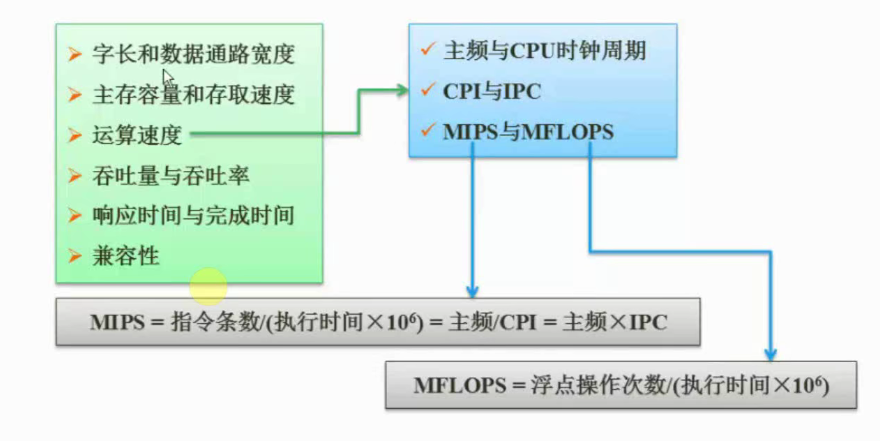 字长和数据通路宽度
主存容量和存取速度
运算速度
吞吐量与吞吐率
响应时间与完成时间
兼容性
主频与CPU时钟周期
CPI与IPC
MIPS与MFLOPS
MIPS = 指令条数/(执行时间×10⁶) = 主频/CPI = 主频×IPC
MFLOPS = 浮点操作次数/(执行时间×10⁶)